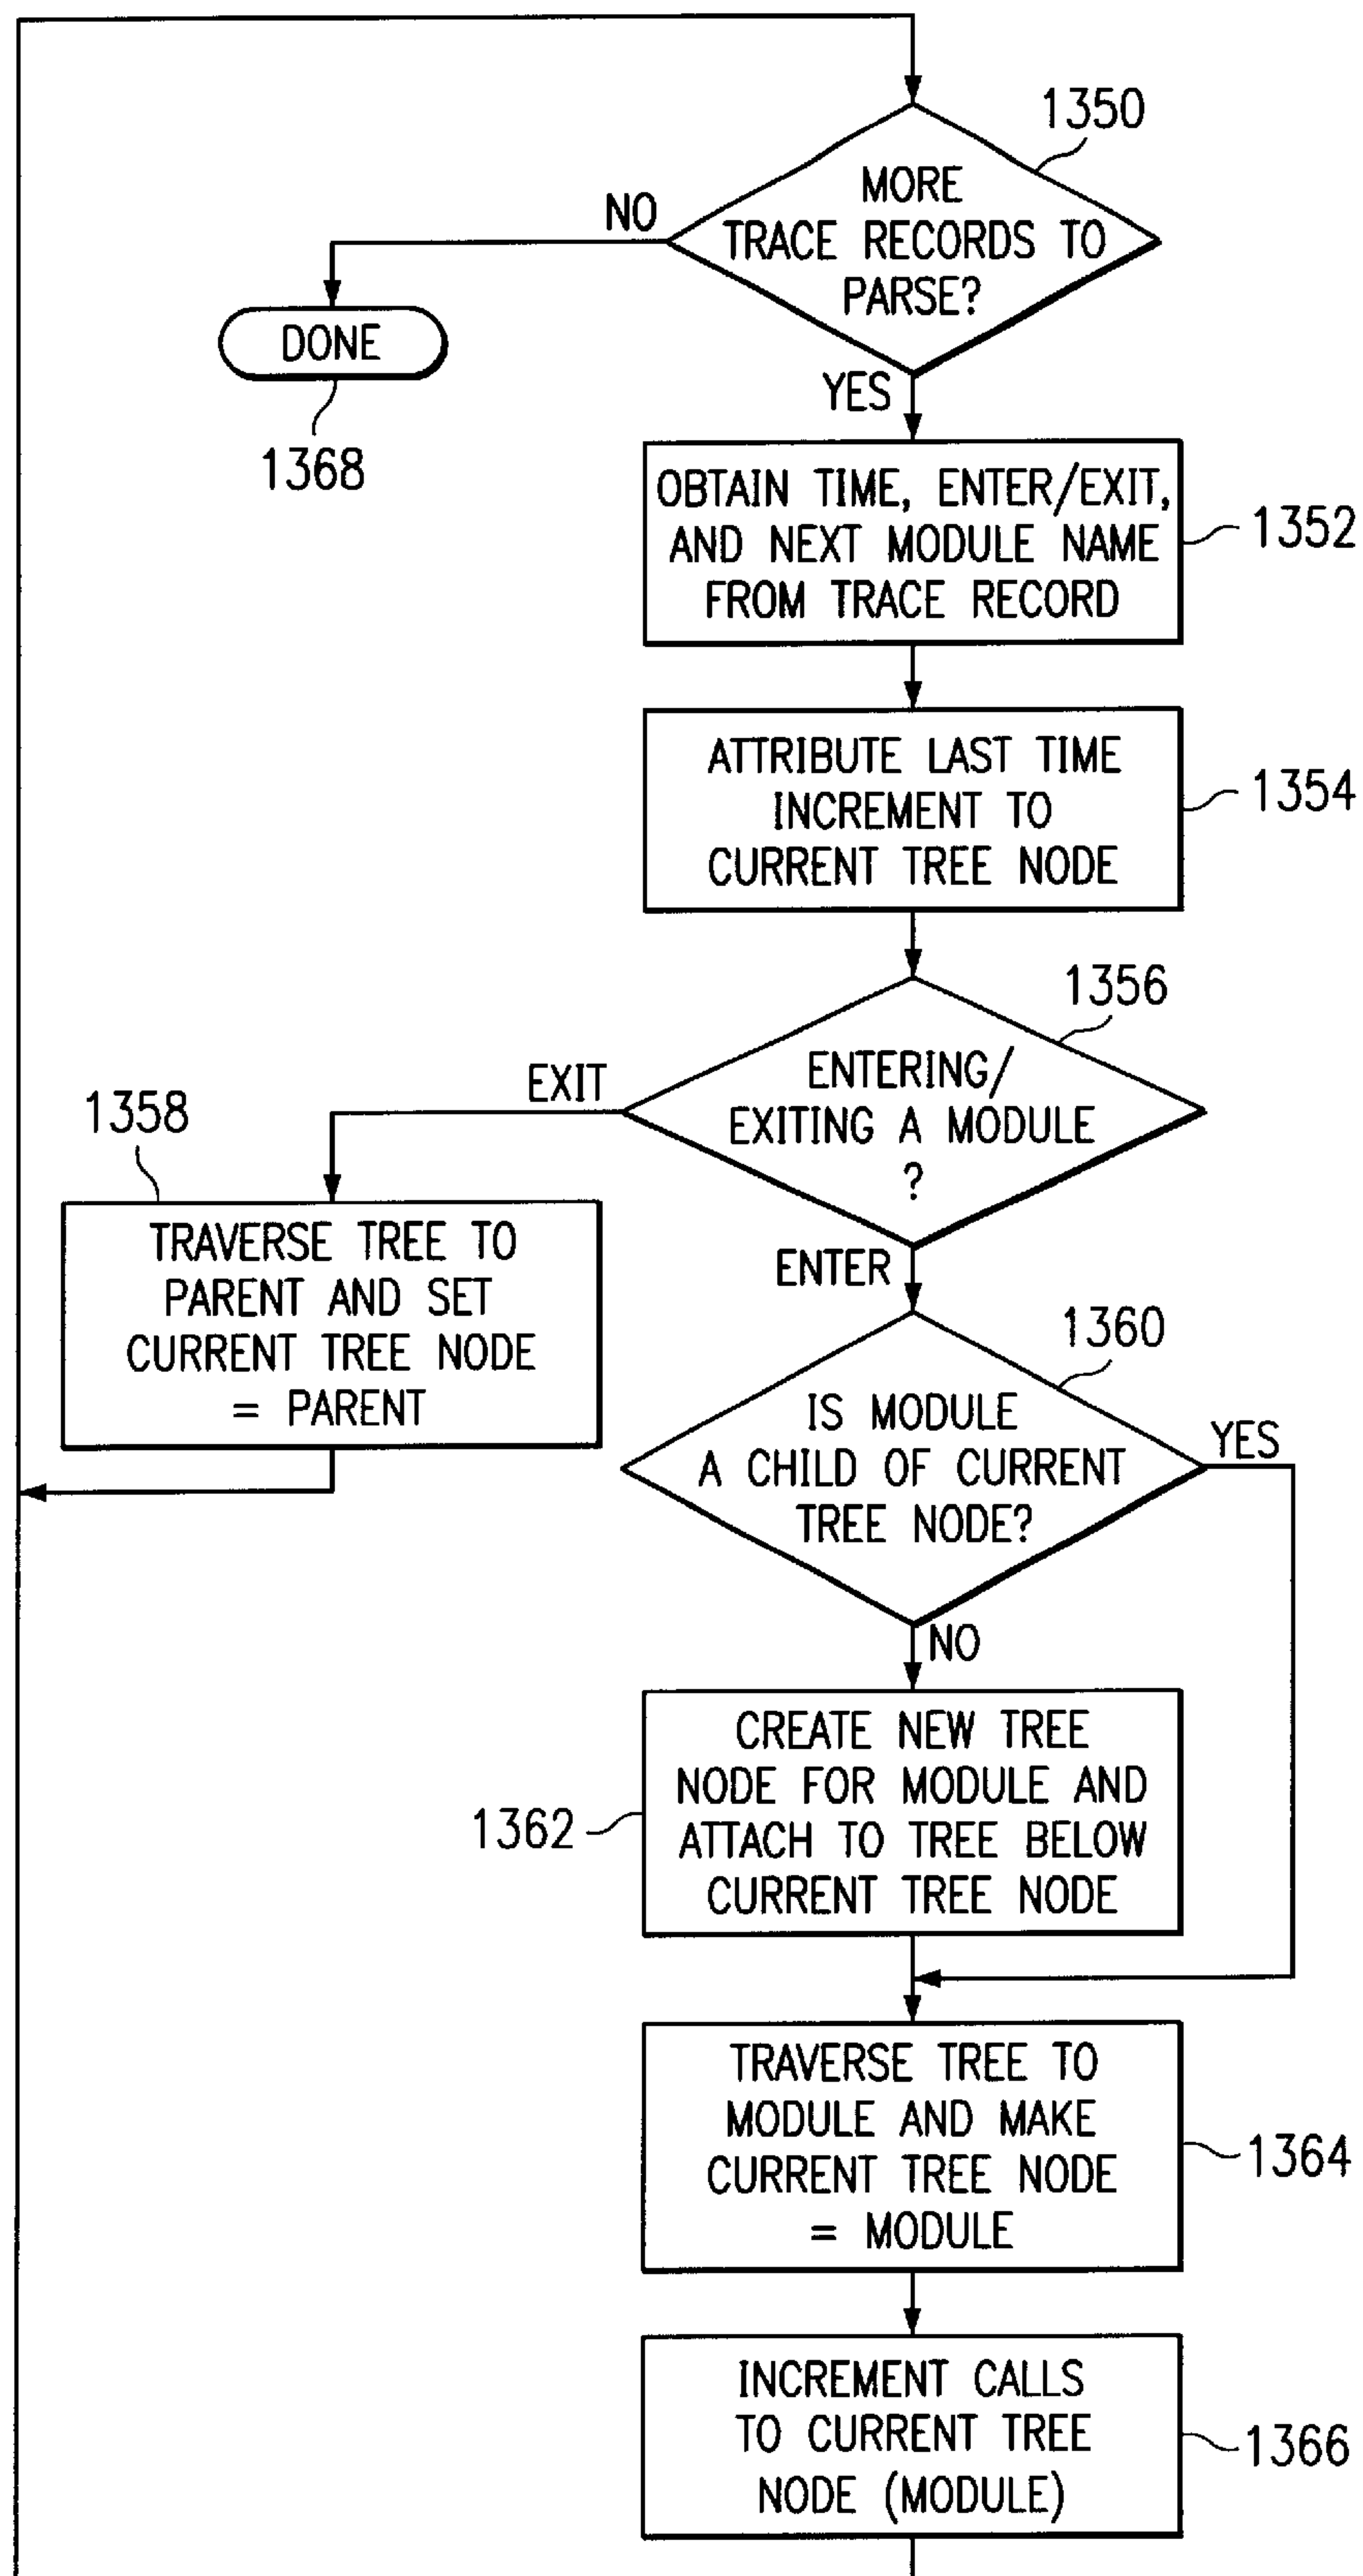 1350
MORE
TRACE RECORDS TO
PARSE?
NO
YES
DONE
1368
OBTAIN TIME, ENTER/EXIT,
AND NEXT MODULE NAME
FROM TRACE RECORD
1352
ATTRIBUTE LAST TIME
INCREMENT TO
CURRENT TREE NODE
1354
1356
ENTERING/
EXITING A MODULE
?
EXIT
ENTER
1358
TRAVERSE TREE TO
PARENT AND SET
CURRENT TREE NODE
= PARENT
1360
IS MODULE
A CHILD OF CURRENT
TREE NODE?
YES
NO
CREATE NEW TREE
NODE FOR MODULE AND
ATTACH TO TREE BELOW
CURRENT TREE NODE
1362
TRAVERSE TREE TO
MODULE AND MAKE
CURRENT TREE NODE
= MODULE
1364
INCREMENT CALLS
TO CURRENT TREE
NODE (MODULE)
1366